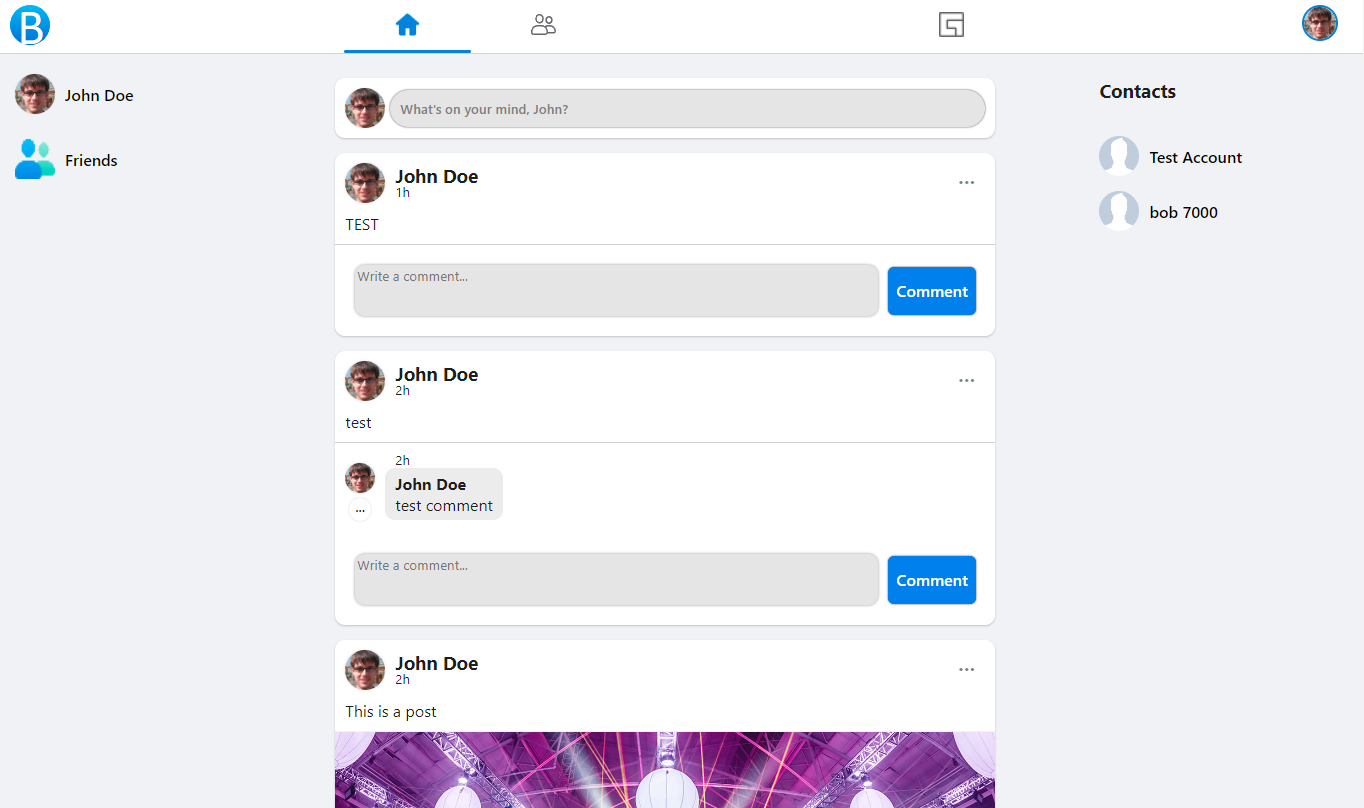 B
John Doe
Friends
What's on your mind, John?
John Doe
1h
TEST
Write a comment...
Comment
John Doe
2h
test
2h
John Doe
test comment
Write a comment...
Comment
John Doe
2h
This is a post
Contacts
Test Account
bob 7000